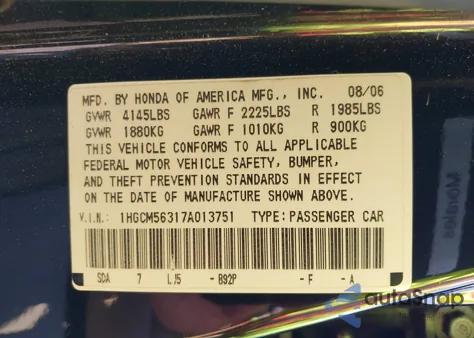 MFD. BY HONDA OF AMERICA MFG., INC. 08/06
GVWR 4145LBS GAWR F 2225LBS R 1985LBS
GVWR 1880KG GAWR F 1010KG R 900KG
THIS VEHICLE CONFORMS TO ALL APPLICABLE
FEDERAL MOTOR VEHICLE SAFETY, BUMPER,
AND THEFT PREVENTION STANDARDS IN EFFECT
ON THE DATE OF MANUFACTURE SHOWN ABOVE.
V.I.N.: 1HGCM56317A013751 TYPE:PASSENGER CAR
SDA 7 L/5 - B92P - F - A
autoShop